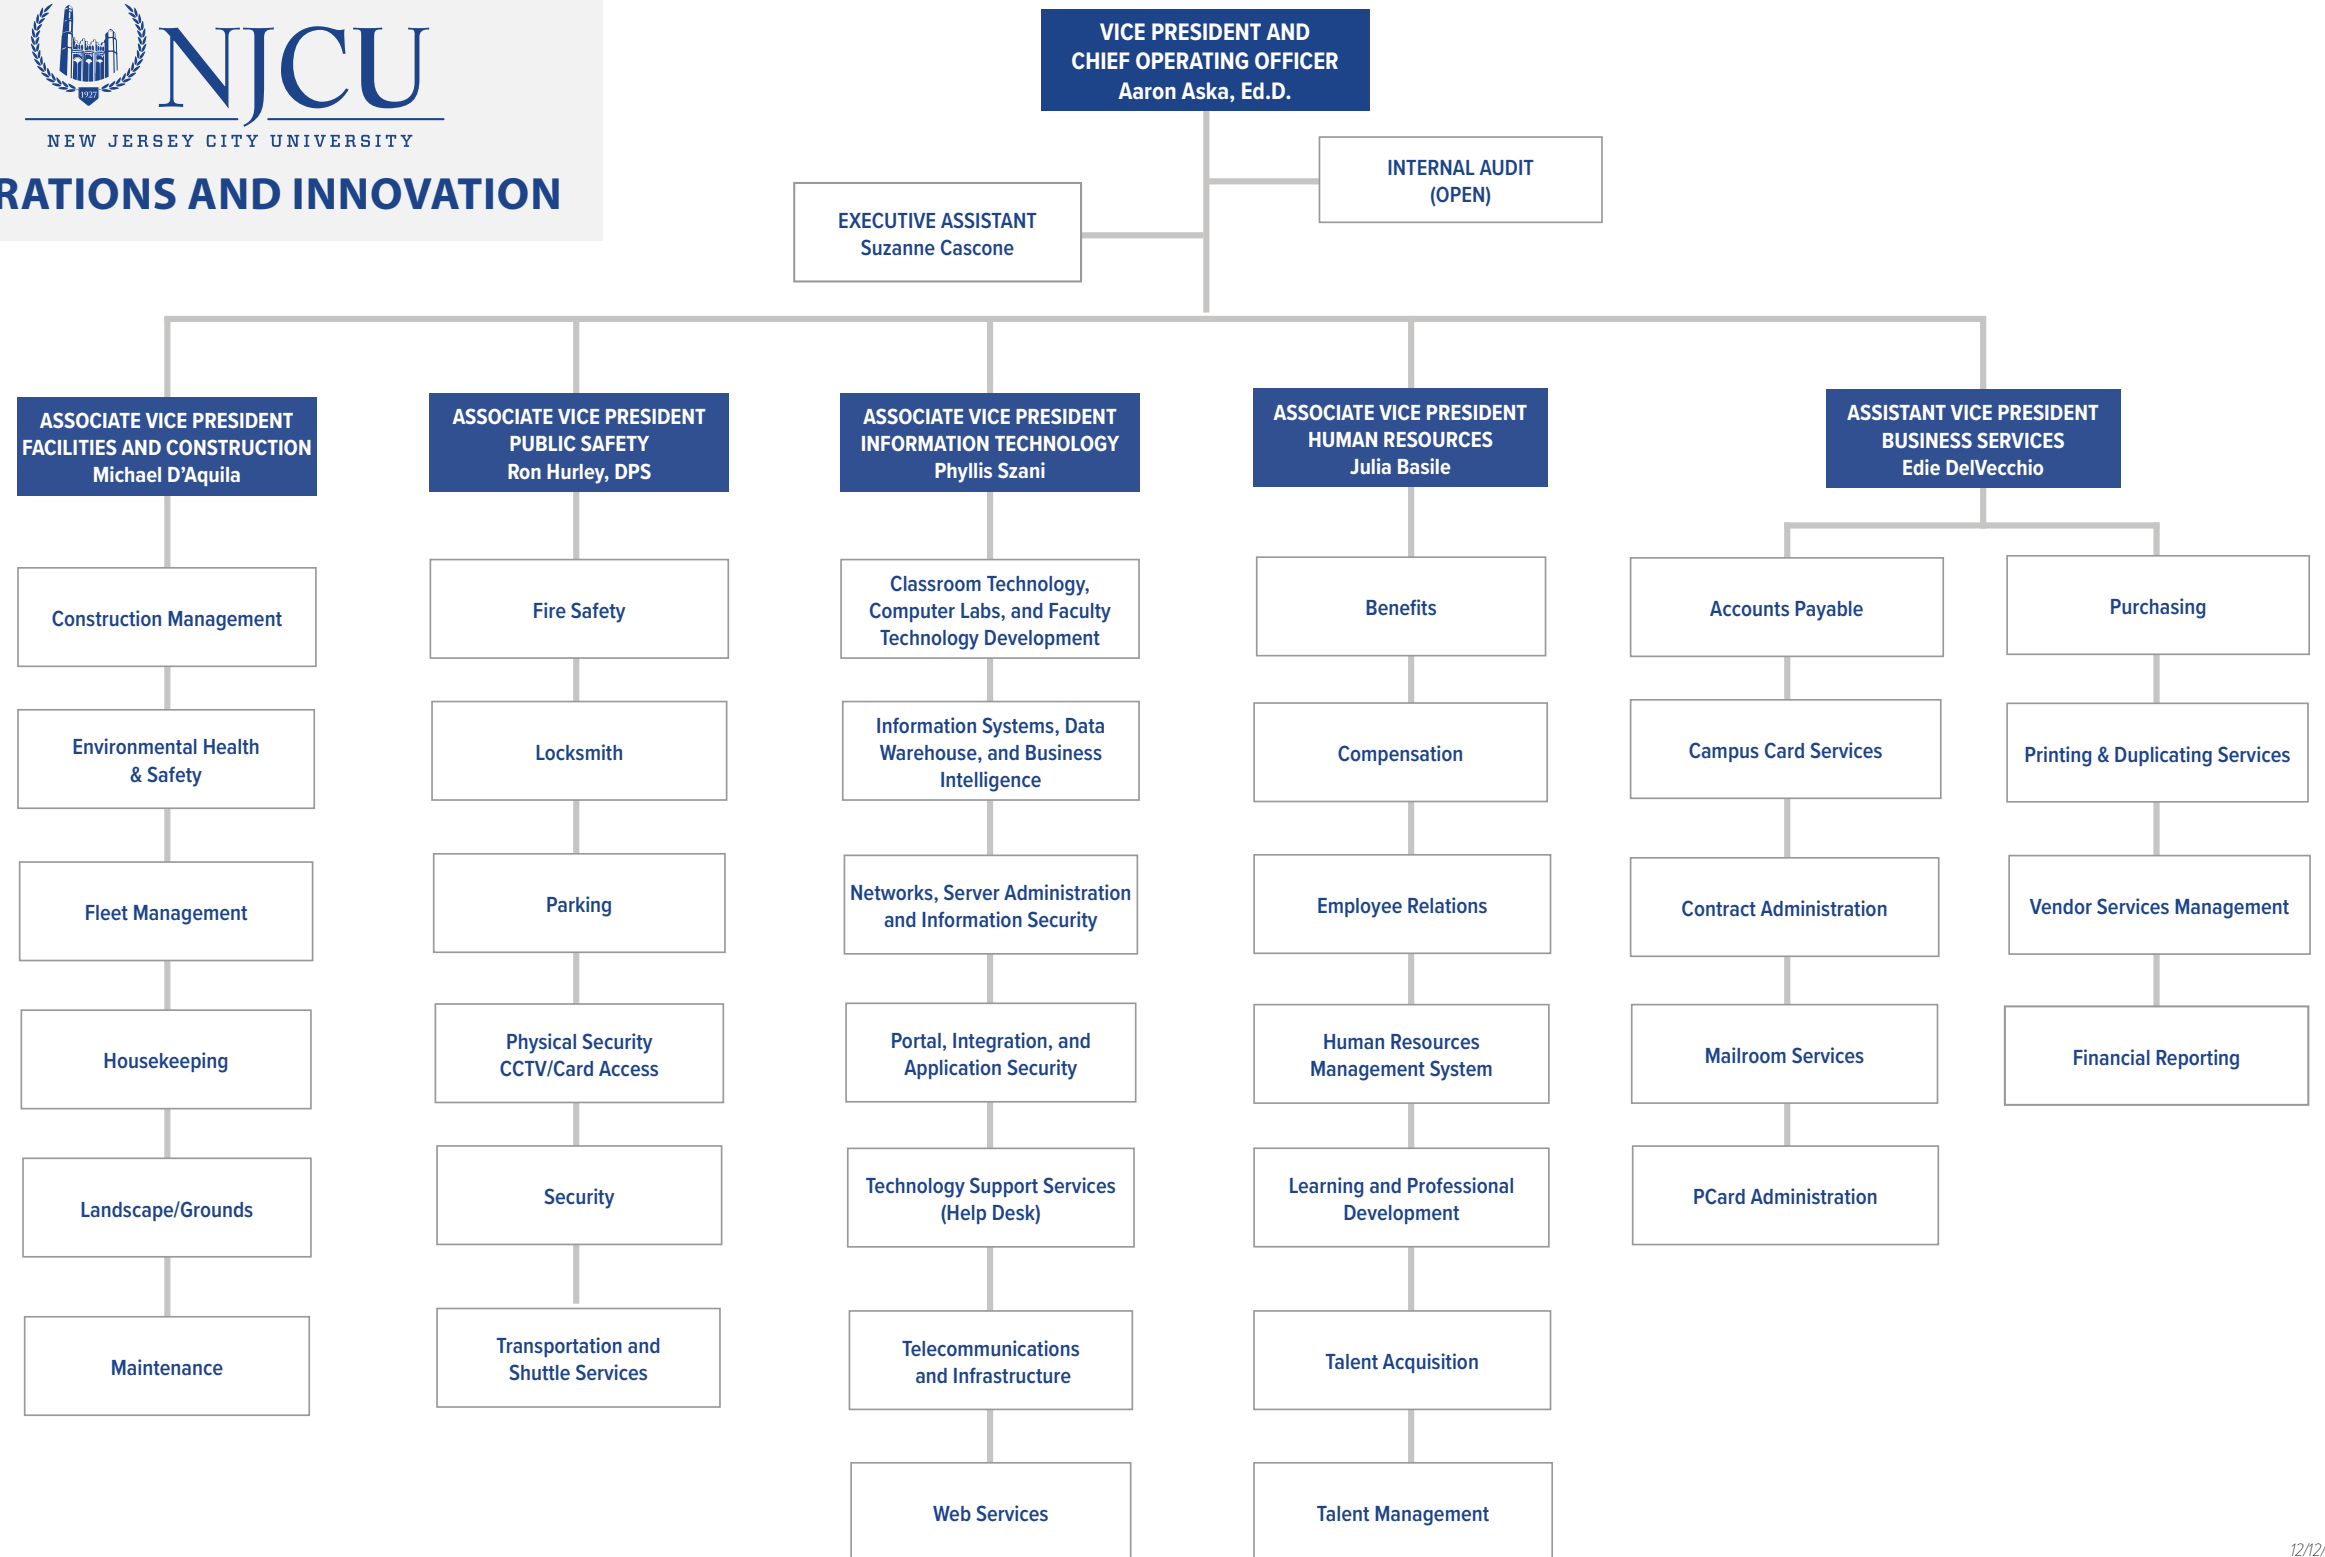 1927
NJCU
NEW JERSEY CITY UNIVERSITY
RATIONS AND INNOVATION
VICE PRESIDENT AND
CHIEF OPERATING OFFICER
Aaron Aska, Ed.D.
INTERNAL AUDIT
(OPEN)
EXECUTIVE ASSISTANT
Suzanne Cascone
ASSOCIATE VICE PRESIDENT
FACILITIES AND CONSTRUCTION
Michael D’Aquila
Construction Management
Environmental Health
& Safety
Fleet Management
Housekeeping
Landscape/Grounds
Maintenance
ASSOCIATE VICE PRESIDENT
PUBLIC SAFETY
Ron Hurley, DPS
Fire Safety
Locksmith
Parking
Physical Security
CCTV/Card Access
Security
Transportation and
Shuttle Services
ASSOCIATE VICE PRESIDENT
INFORMATION TECHNOLOGY
Phyllis Szani
Classroom Technology,
Computer Labs, and Faculty
Technology Development
Information Systems, Data
Warehouse, and Business
Intelligence
Networks, Server Administration
and Information Security
Portal, Integration, and
Application Security
Technology Support Services
(Help Desk)
Telecommunications
and Infrastructure
Web Services
ASSOCIATE VICE PRESIDENT
HUMAN RESOURCES
Julia Basile
Benefits
Compensation
Employee Relations
Human Resources
Management System
Learning and Professional
Development
Talent Acquisition
Talent Management
ASSISTANT VICE PRESIDENT
BUSINESS SERVICES
Edie DelVecchio
Accounts Payable
Campus Card Services
Contract Administration
Mailroom Services
PCard Administration
Purchasing
Printing & Duplicating Services
Vendor Services Management
Financial Reporting
12/12/